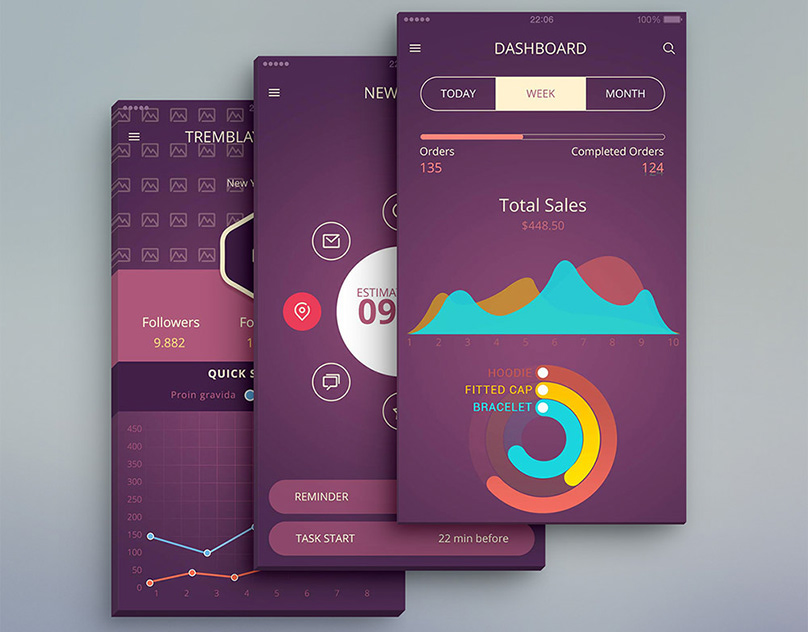 22:06
100%
DASHBOARD
TODAY
WEEK
MONTH
Orders
Completed Orders
135
124
Total Sales
$448.50
1 2 3 4 5 6 7 8 9 10
HOODIE
FITTED CAP
BRACELET
NEW
ESTIMA
09
REMINDER
TASK START
22 min before
TREMBLA
New Y
Followers
Fo
9.882
1
QUICK S
Proin gravida
450
400
350
300
250
200
150
100
50
0
1 2 3 4 5 6 7 8